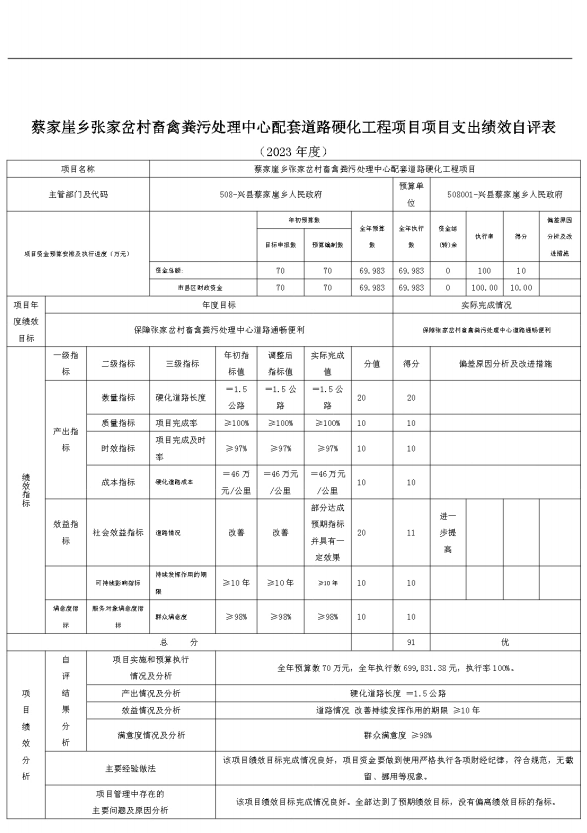 蔡家崖乡张家岔村畜禽粪污处理中心配套道路硬化工程项目项目支出绩效自评表
（2023 年度）
项目名称 蔡家崖乡张家岔村畜禽粪污处理中心配套道路硬化工程项目
主管部门及代码 508-兴县蔡家崖乡人民政府 预算单位 508001-兴县蔡家崖乡人民政府
项目资金预算安排及执行进度（万元） 年初预算数 全年预算数 全年执行数 资金结(转)余 执行率 得分 偏差原因分析及改进措施
目标申报数 预算编制数
资金总额: 70 70 69.983 69.983 0 100 10
市县区财政资金 70 70 69.983 69.983 0 100.00 10.00
项目年度绩效目标 年度目标 实际完成情况
保障张家岔村畜禽粪污处理中心道路通畅便利 保障张家岔村畜禽粪污处理中心道路通畅便利
绩效指标 一级指标 二级指标 三级指标 年初指标值 调整后指标值 实际完成值 分值 得分 偏差原因分析及改进措施
产出指标 数量指标 硬化道路长度 ＝1.5公路 ＝1.5公路 ＝1.5公路 20 20
质量指标 项目完成率 ≥100% ≥100% ≥100% 10 10
时效指标 项目完成及时率 ≥97% ≥97% ≥97% 10 10
成本指标 硬化道路成本 ＝46万元/公里 ＝46万元/公里 ＝46万元/公里 10 10
效益指标 社会效益指标 道路情况 改善 改善 部分达成预期指标并具有一定效果 20 11 进一步提高
可持续影响指标 持续发挥作用的期限 ≥10年 ≥10年 ≥10年 10 10
满意度指标 服务对象满意度指标 群众满意度 ≥98% ≥98% ≥98% 10 10
总 分 91 优
项目绩效分析 自评结果分析 项目实施和预算执行情况及分析 全年预算数 70 万元，全年执行数 699,831.38 元，执行率 100%。
产出情况及分析 硬化道路长度 ＝1.5公路
效益情况及分析 道路情况 改善持续发挥作用的期限 ≥10年
满意度情况及分析 群众满意度 ≥98%
主要经验做法 该项目绩效目标完成情况良好，项目资金要做到使用严格执行各项财经纪律，符合规范，无截留、挪用等现象。
项目管理中存在的主要问题及原因分析 该项目绩效目标完成情况良好。全部达到了预期绩效目标，没有偏离绩效目标的指标。